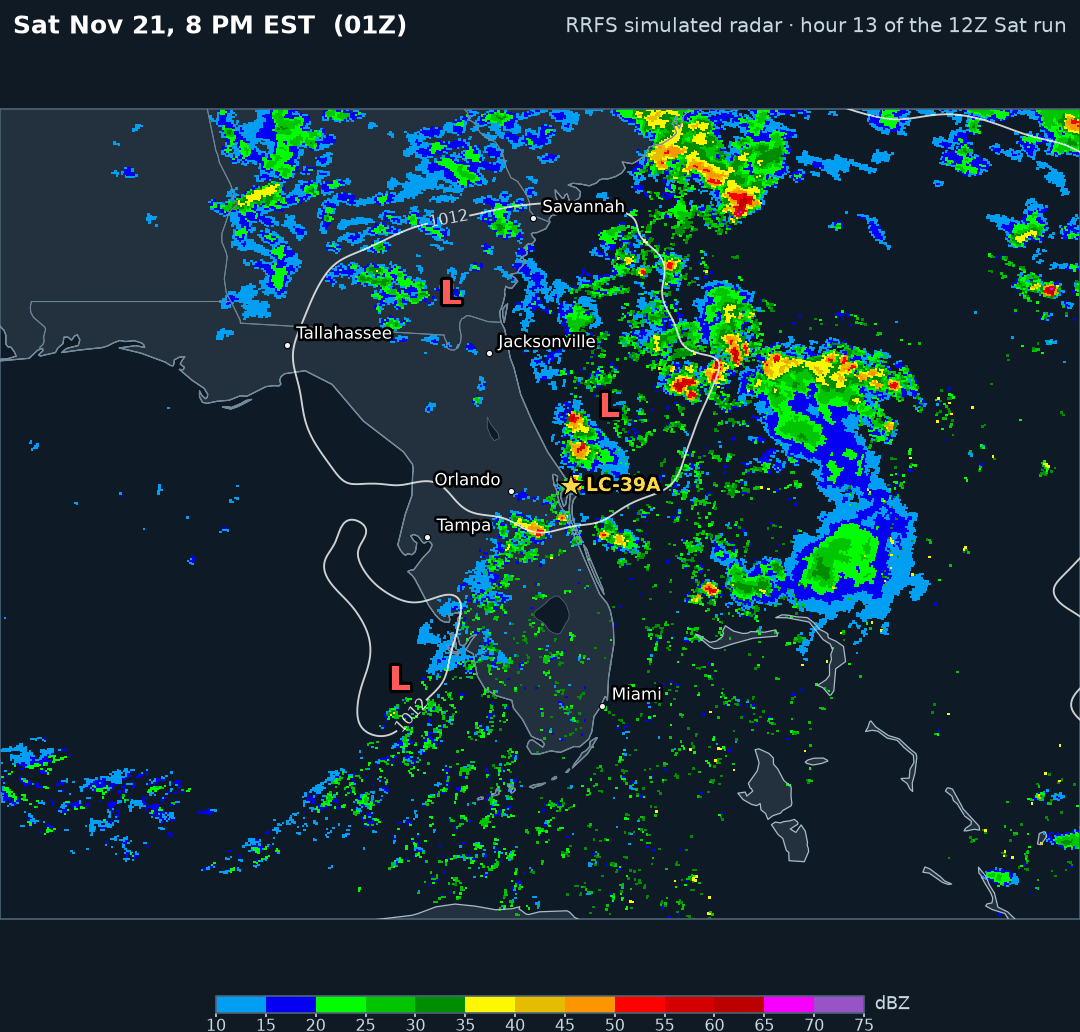 Sat Nov 21, 8 PM EST (01Z)
RRFS simulated radar · hour 13 of the 12Z Sat run
Savannah
1012
L
Tallahassee
Jacksonville
L
Orlando
LC-39A
Tampa
L
Miami
1012
dBZ
10 15 20 25 30 35 40 45 50 55 60 65 70 75